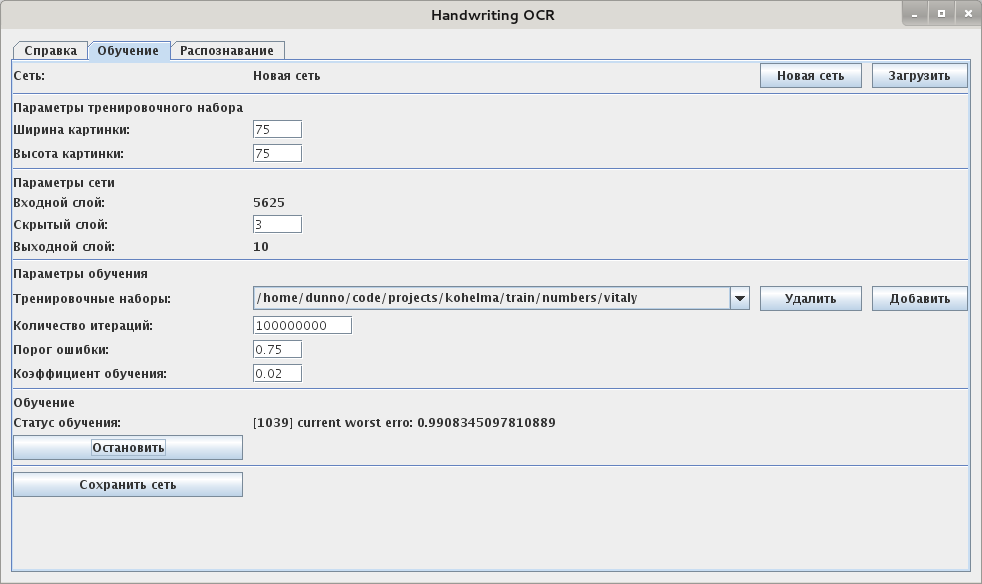 Handwriting OCR
Справка Обучение Распознавание
Сеть: Новая сеть Новая сеть Загрузить
Параметры тренировочного набора
Ширина картинки: 75
Высота картинки: 75
Параметры сети
Входной слой: 5625
Скрытый слой: 3
Выходной слой: 10
Параметры обучения
Тренировочные наборы: /home/dunno/code/projects/kohelma/train/numbers/vitaly Удалить Добавить
Количество итераций: 100000000
Порог ошибки: 0.75
Коэффициент обучения: 0.02
Обучение
Статус обучения: [1039] current worst erro: 0.9908345097810889
Остановить
Сохранить сеть